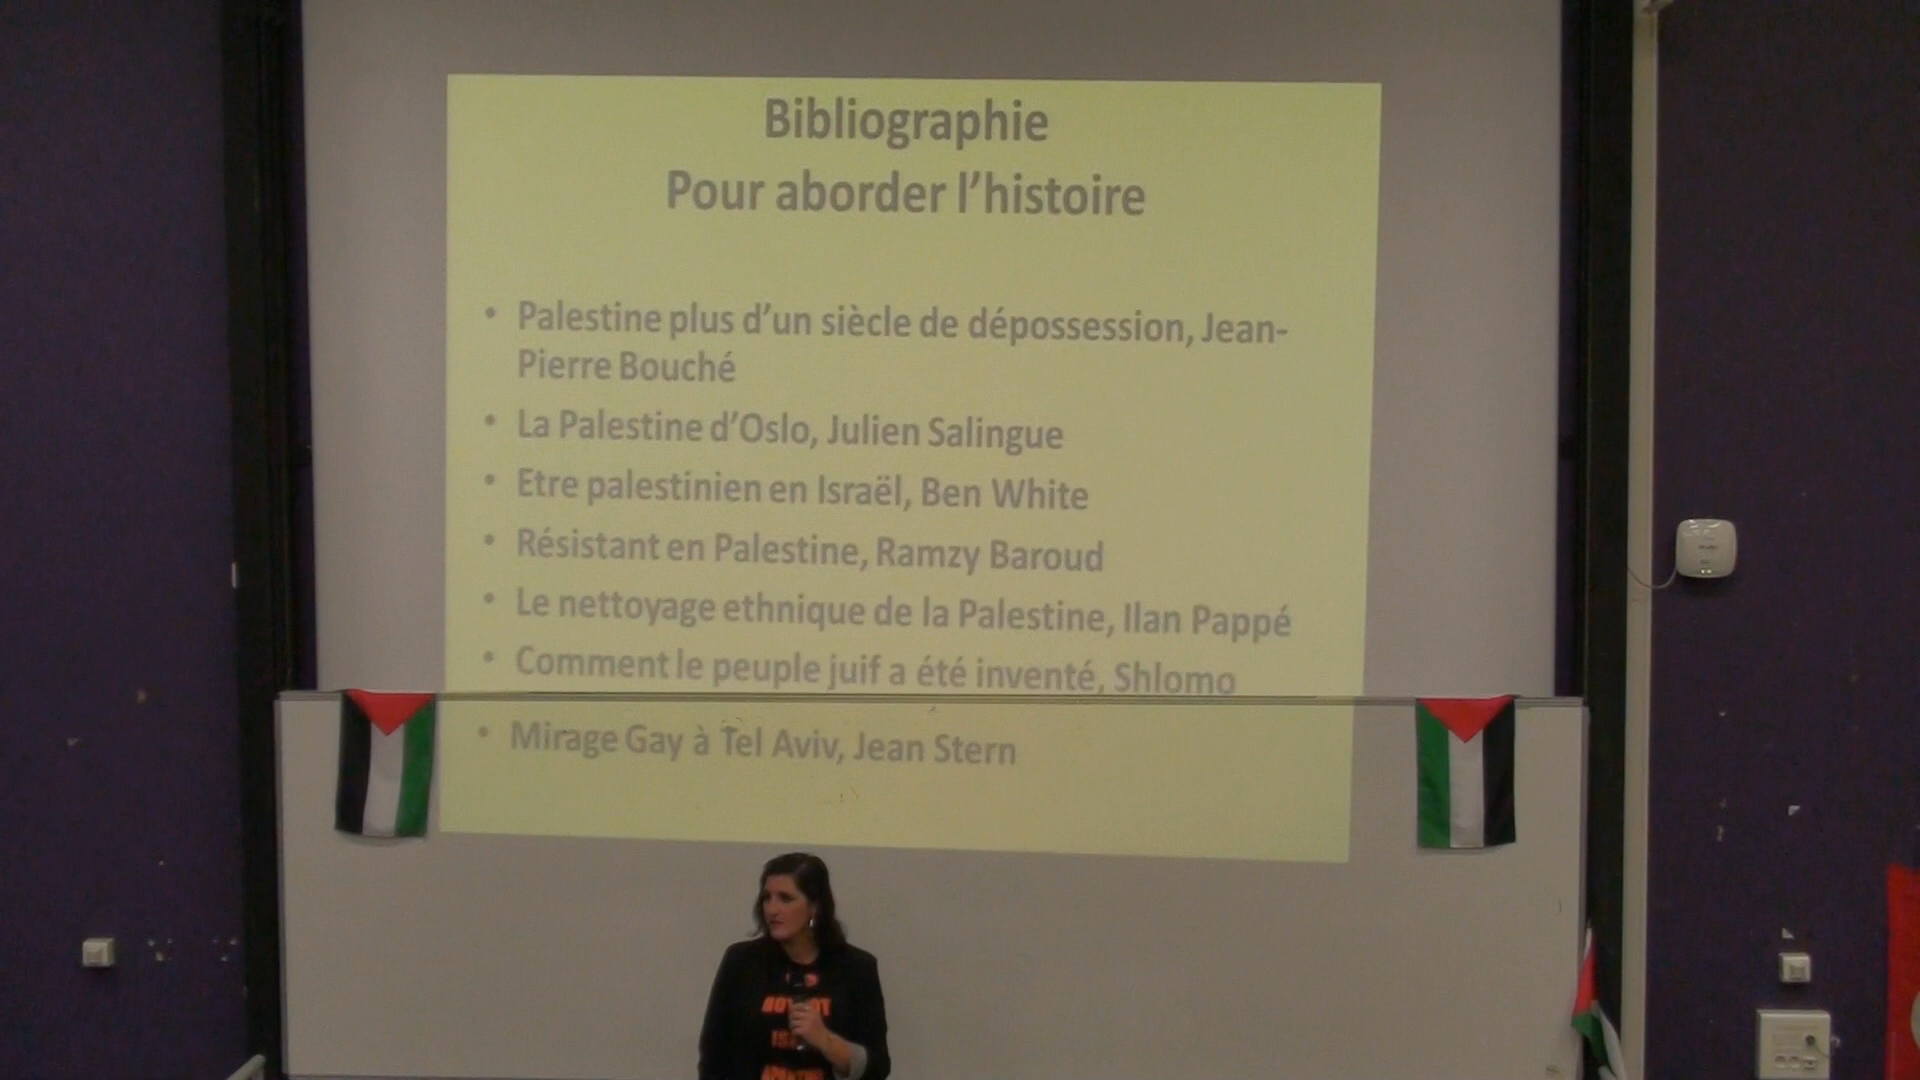 Bibliographie
Pour aborder l'histoire
• Palestine plus d'un siècle de dépossession, Jean-
Pierre Bouché
• La Palestine d'Oslo, Julien Salingue
• Etre palestinien en Israël, Ben White
• Résistant en Palestine, Ramzy Baroud
• Le nettoyage ethnique de la Palestine, Ilan Pappé
• Comment le peuple juif a été inventé, Shlomo
• Mirage Gay à Tel Aviv, Jean Stern